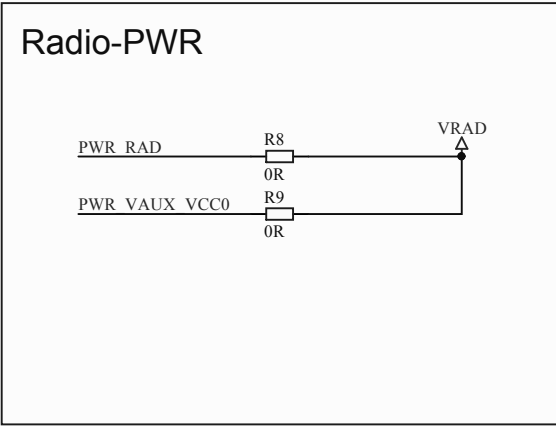 Radio-PWR
VRAD
PWR_RAD
R8
0R
PWR_VAUX_VCC0
R9
0R